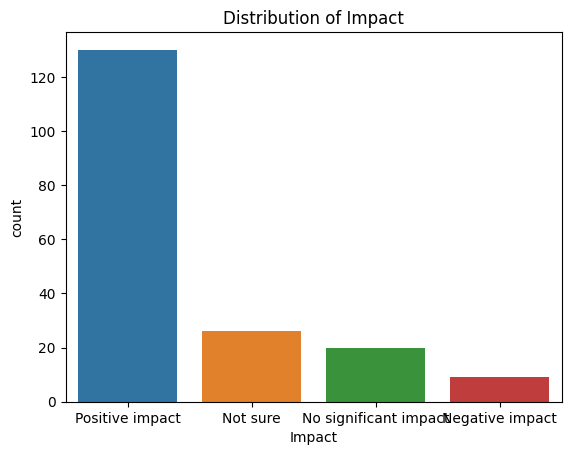 Distribution of Impact
count
120
100
80
60
40
20
0
Positive impact Not sure No significant impact Negative impact
Impact